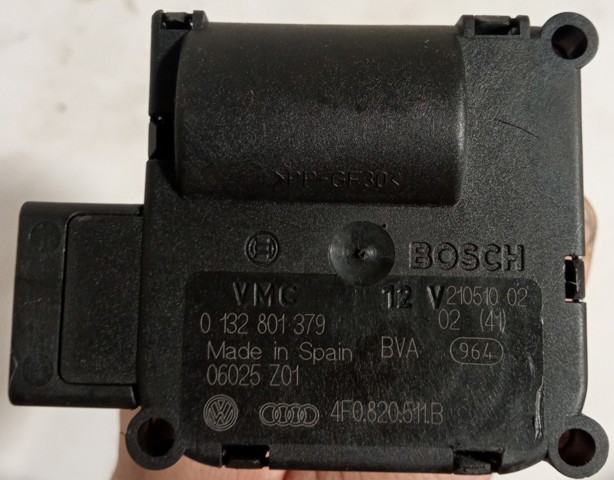 >PP-GF30<
BOSCH
VMC 12 V 210510 02
0 132 801 379 02 (41)
Made in Spain BVA 964
06025 Z01
4F0.820.511.B